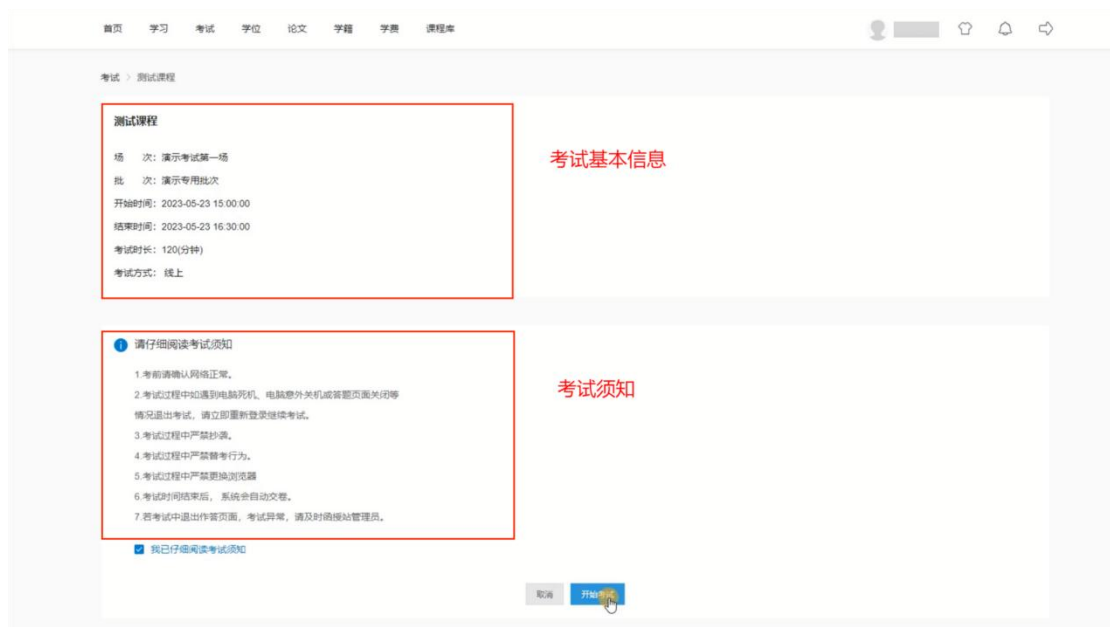 首页 学习 考试 学位 论文 学籍 学费 课程库
考试 > 测试课程
测试课程
场 次：演示考试第一场
批 次：演示专用批次
开始时间：2023-05-23 15:00:00
结束时间：2023-05-23 16:30:00
考试时长：120(分钟)
考试方式： 线上
考试基本信息
请仔细阅读考试须知
1.考前请确认网络正常。
2.考试过程中如遇到电脑死机、电脑意外关机或答题页面关闭等
情况退出考试，请立即重新登录继续考试。
3.考试过程中严禁抄袭。
4.考试过程中严禁替考行为。
5.考试过程中严禁更换浏览器
6.考试时间结束后， 系统会自动交卷。
7.若考试中退出作答页面，考试异常，请及时函授站管理员。
考试须知
我已仔细阅读考试须知
取消 开始考试